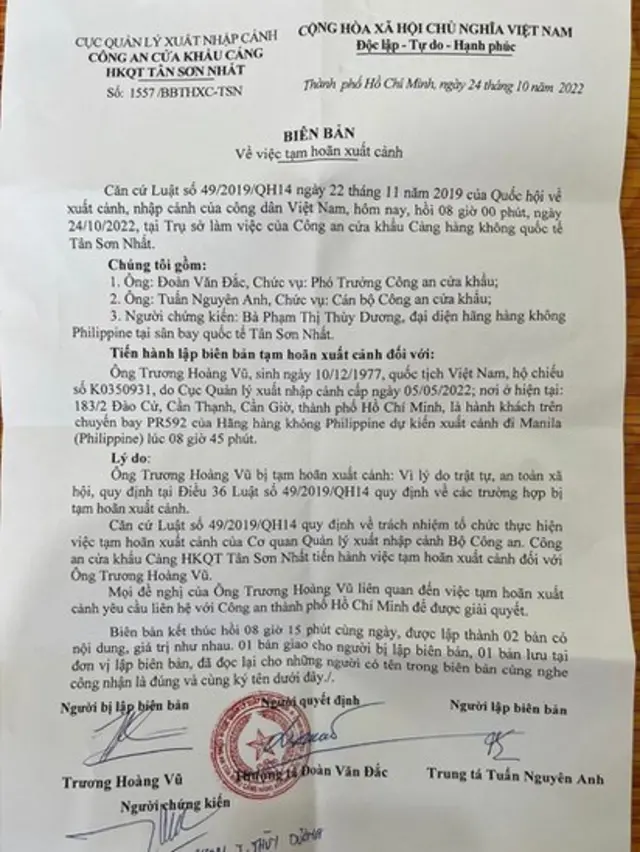 CỤC QUẢN LÝ XUẤT NHẬP CẢNH
CÔNG AN CỬA KHẨU CẢNG
HKQT TÂN SƠN NHẤT
Số: 1557 /BBTHXC-TSN
CỘNG HÒA XÃ HỘI CHỦ NGHĨA VIỆT NAM
Độc lập - Tự do - Hạnh phúc
Thành phố Hồ Chí Minh, ngày 24 tháng 10 năm 2022
BIÊN BẢN
Về việc tạm hoãn xuất cảnh
Căn cứ Luật số 49/2019/QH14 ngày 22 tháng 11 năm 2019 của Quốc hội về
xuất cảnh, nhập cảnh của công dân Việt Nam, hôm nay, hồi 08 giờ 00 phút, ngày
24/10/2022, tại Trụ sở làm việc của Công an cửa khẩu Cảng hàng không quốc tế
Tân Sơn Nhất.
Chúng tôi gồm:
1. Ông: Đoàn Văn Đắc, Chức vụ: Phó Trưởng Công an cửa khẩu;
2. Ông: Tuấn Nguyên Anh, Chức vụ: Cán bộ Công an cửa khẩu;
3. Người chứng kiến: Bà Phạm Thị Thùy Dương, đại diện hãng hàng không
Philippine tại sân bay quốc tế Tân Sơn Nhất.
Tiến hành lập biên bản tạm hoãn xuất cảnh đối với:
Ông Trương Hoàng Vũ, sinh ngày 10/12/1977, quốc tịch Việt Nam, hộ chiếu
số K0350931, do Cục Quản lý xuất nhập cảnh cấp ngày 05/05/2022; nơi ở hiện tại:
183/2 Đào Cử, Cần Thạnh, Cần Giờ, thành phố Hồ Chí Minh, là hành khách trên
chuyến bay PR592 của Hãng hàng không Philippine dự kiến xuất cảnh đi Manila
(Philippine) lúc 08 giờ 45 phút.
Lý do:
Ông Trương Hoàng Vũ bị tạm hoãn xuất cảnh: Vì lý do trật tự, an toàn xã
hội, quy định tại Điều 36 Luật số 49/2019/QH14 quy định về các trường hợp bị
tạm hoãn xuất cảnh.
Căn cứ Luật số 49/2019/QH14 quy định về trách nhiệm tổ chức thực hiện
việc tạm hoãn xuất cảnh của Cơ quan Quản lý xuất nhập cảnh Bộ Công an. Công
an cửa khẩu Cảng HKQT Tân Sơn Nhất tiến hành việc tạm hoãn xuất cảnh đối với
Ông Trương Hoàng Vũ.
Mọi đề nghị của Ông Trương Hoàng Vũ liên quan đến việc tạm hoãn xuất
cảnh yêu cầu liên hệ với Công an thành phố Hồ Chí Minh để được giải quyết.
Biên bản kết thúc hồi 08 giờ 15 phút cùng ngày, được lập thành 02 bản có
nội dung, giá trị như nhau. 01 bản giao cho người bị lập biên bản, 01 bản lưu tại
đơn vị lập biên bản, đã đọc lại cho những người có tên trong biên bản cùng nghe
công nhận là đúng và cùng ký tên dưới đây./.
Người bị lập biên bản
Người quyết định
Người lập biên bản
Trương Hoàng Vũ
Thượng tá Đoàn Văn Đắc
Trung tá Tuấn Nguyên Anh
Người chứng kiến
T. THÙY DƯƠNG